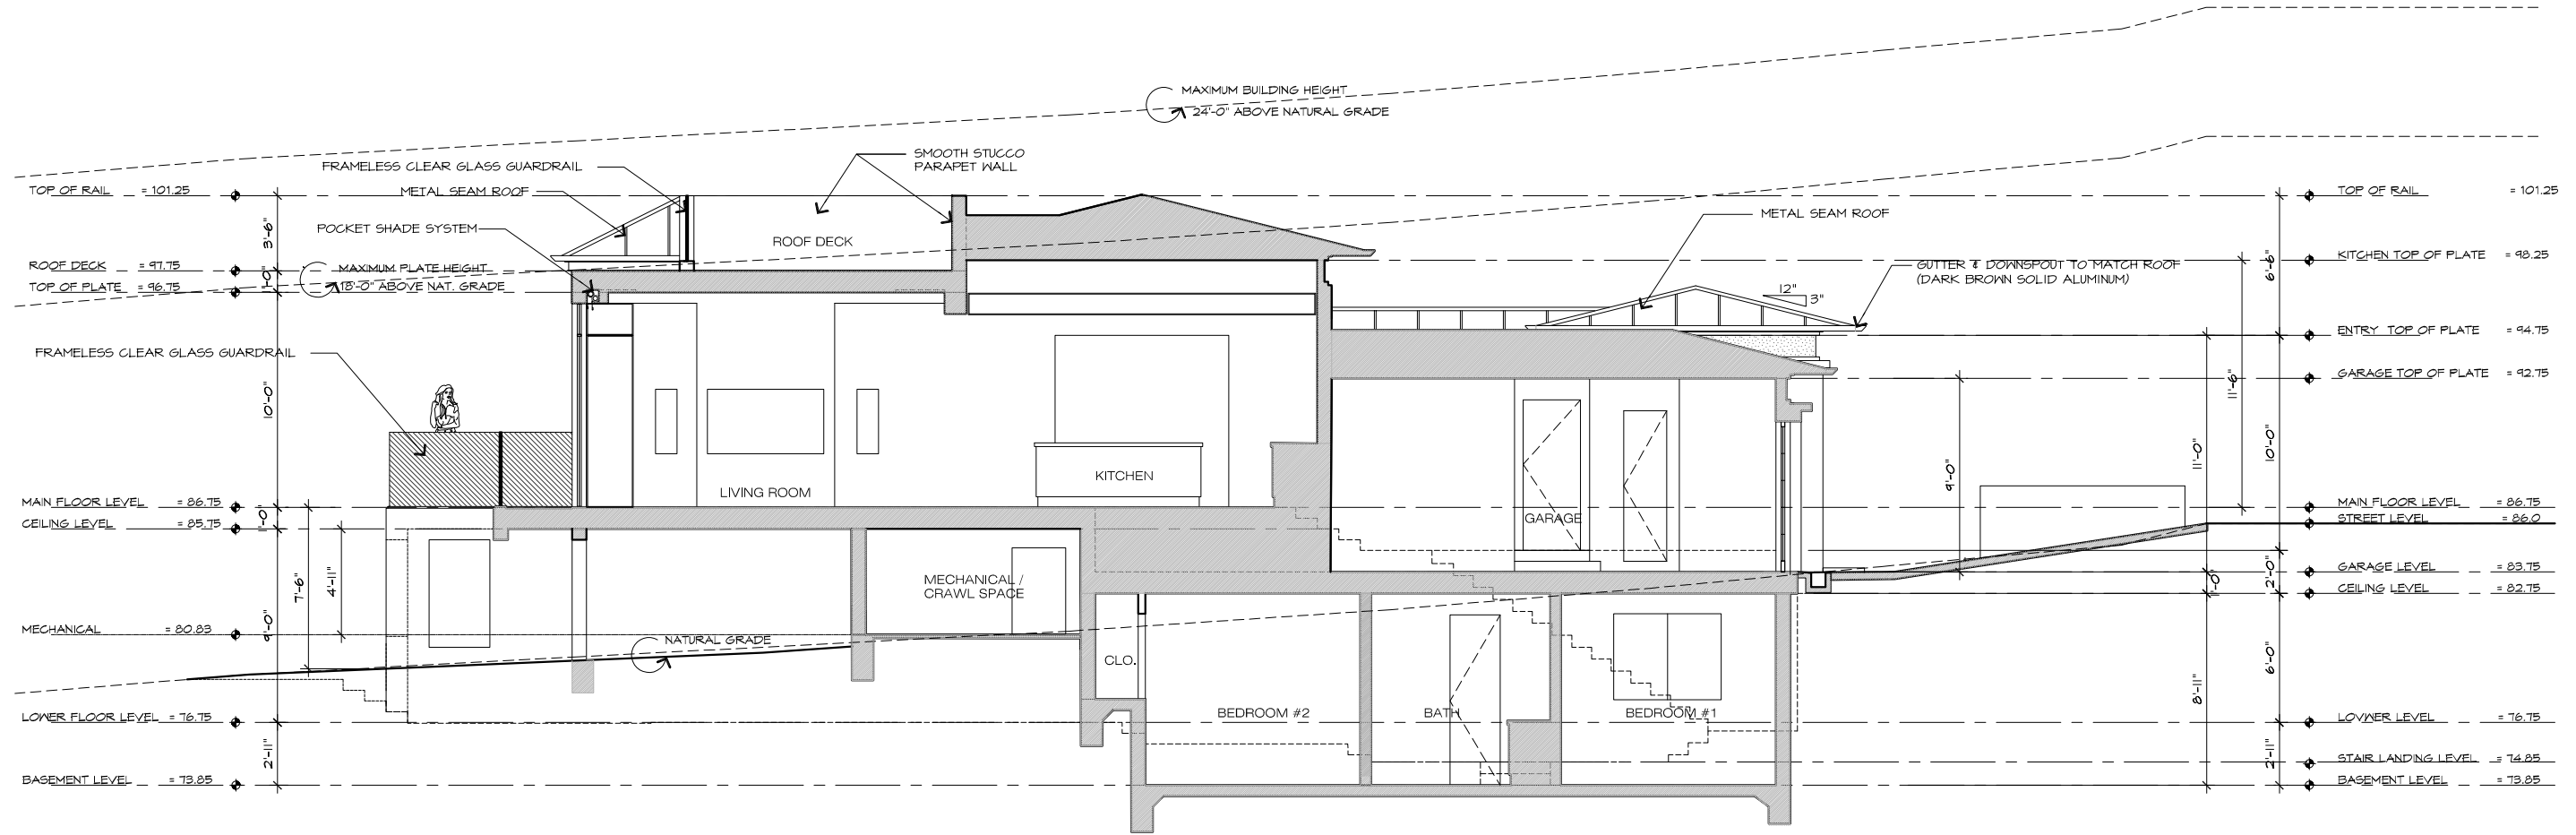 MAXIMUM BUILDING HEIGHT
24'-0" ABOVE NATURAL GRADE
FRAMELESS CLEAR GLASS GUARDRAIL
SMOOTH STUCCO
PARAPET WALL
TOP OF RAIL = 101.25
METAL SEAM ROOF
TOP OF RAIL = 101.25
POCKET SHADE SYSTEM
METAL SEAM ROOF
3'-6"
ROOF DECK
ROOF DECK = 97.75
MAXIMUM PLATE HEIGHT
18'-0" ABOVE NAT. GRADE
TOP OF PLATE = 96.75
1'-0"
KITCHEN TOP OF PLATE = 98.25
6'-6"
GUTTER & DOWNSPOUT TO MATCH ROOF
(DARK BROWN SOLID ALUMINUM)
12"
3"
ENTRY TOP OF PLATE = 94.75
FRAMELESS CLEAR GLASS GUARDRAIL
GARAGE TOP OF PLATE = 92.75
10'-0"
11'-6"
11'-0"
10'-0"
9'-0"
KITCHEN
LIVING ROOM
GARAGE
MAIN FLOOR LEVEL = 86.75
CEILING LEVEL = 85.75
1'-0"
MAIN FLOOR LEVEL = 86.75
STREET LEVEL = 86.0
GARAGE LEVEL = 83.75
CEILING LEVEL = 82.75
1'-0"
2'-0"
7'-6"
4'-11"
MECHANICAL /
CRAWL SPACE
MECHANICAL = 80.83
9'-0"
NATURAL GRADE
CLO.
6'-0"
8'-11"
LOWER FLOOR LEVEL = 76.75
BEDROOM #2
BATH
BEDROOM #1
LOVWER LEVEL = 76.75
2'-11"
2'-11"
STAIR LANDING LEVEL = 74.85
BASEMENT LEVEL = 73.85
BASEMENT LEVEL = 73.85